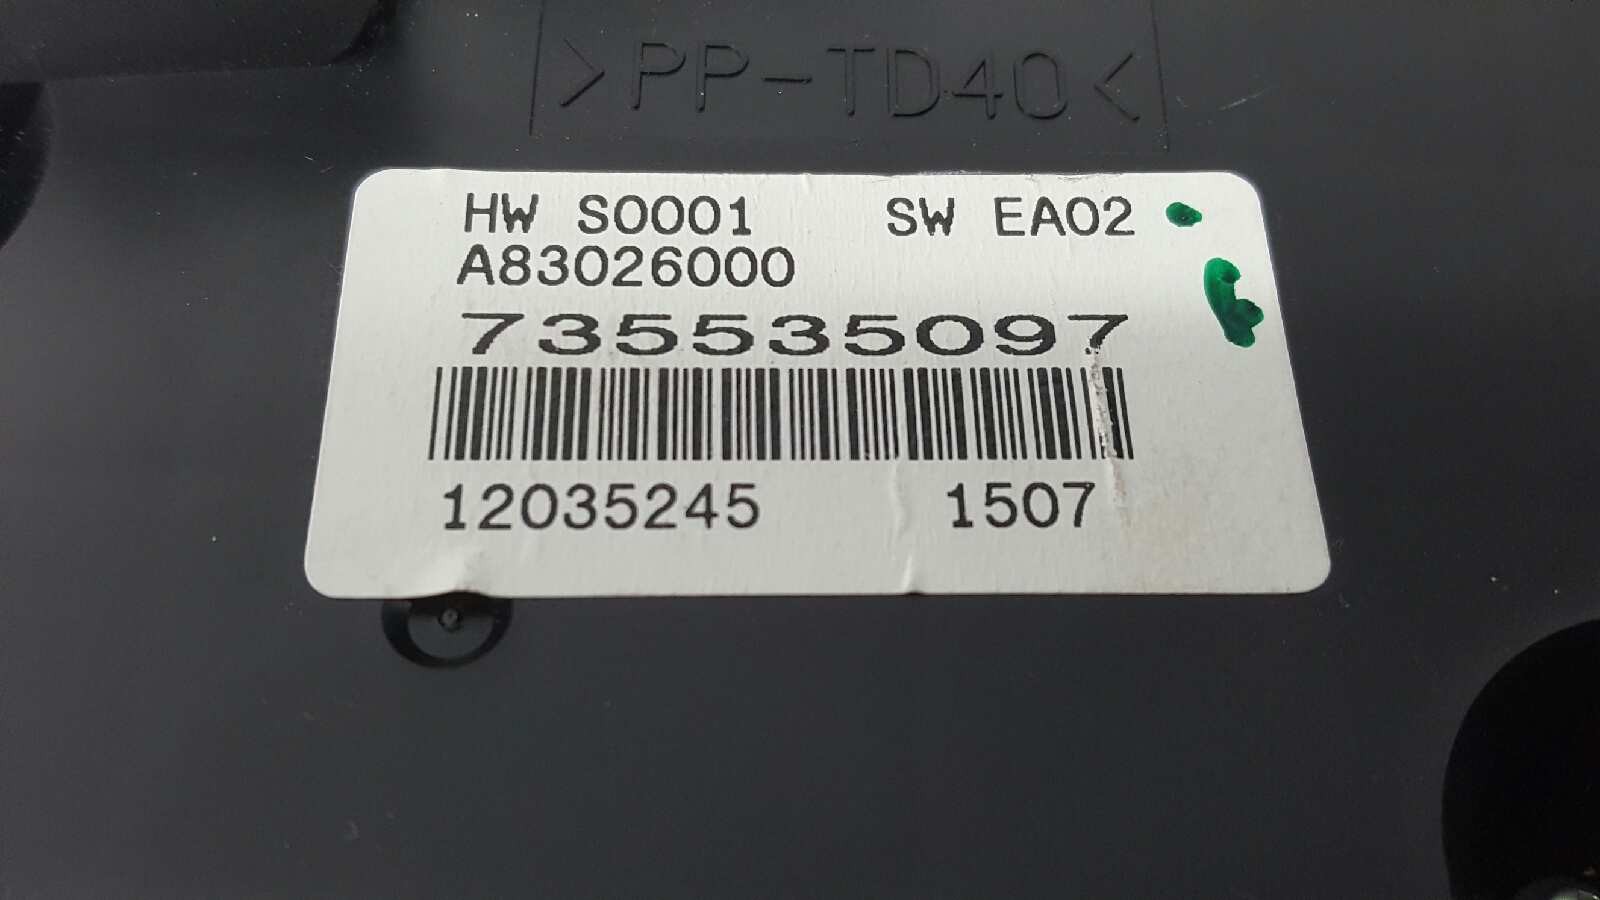 >PP-TD40<
HW S0001 SW EA02
A83026000
735535097
12035245 1507